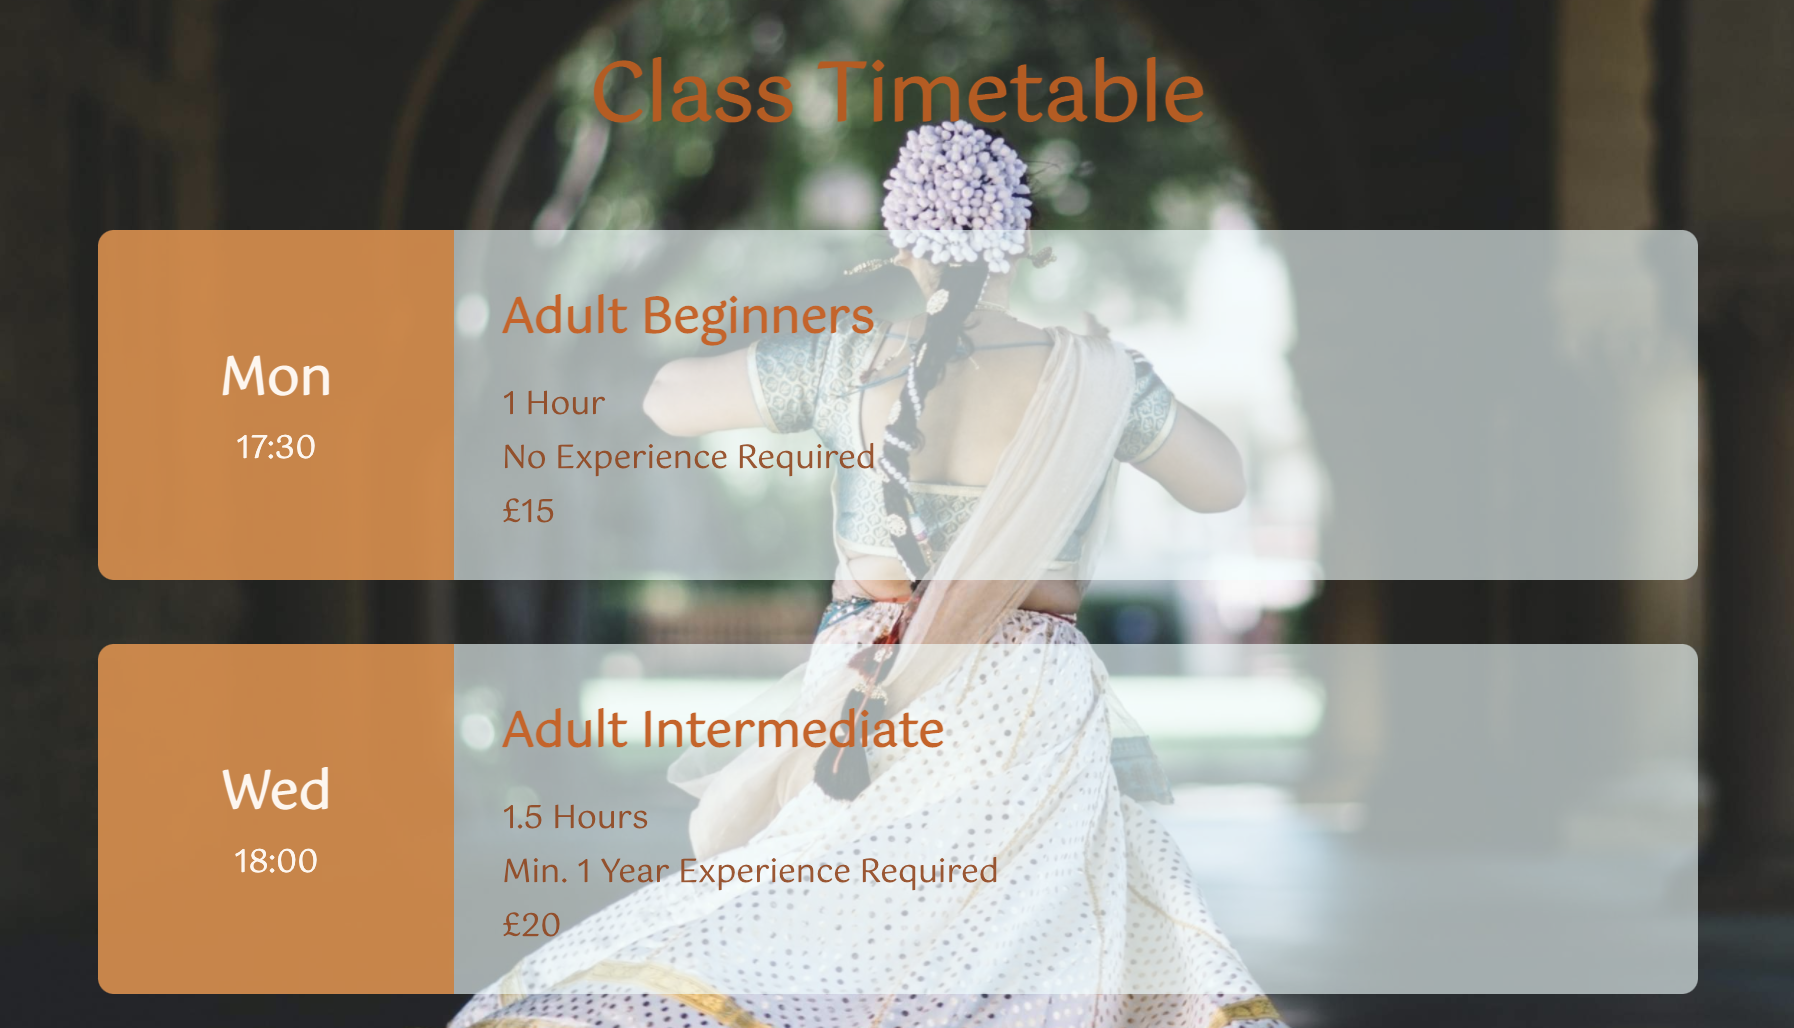 Class Timetable
Mon
17:30
Adult Beginners
1 Hour
No Experience Required
£15
Wed
18:00
Adult Intermediate
1.5 Hours
Min. 1 Year Experience Required
£20